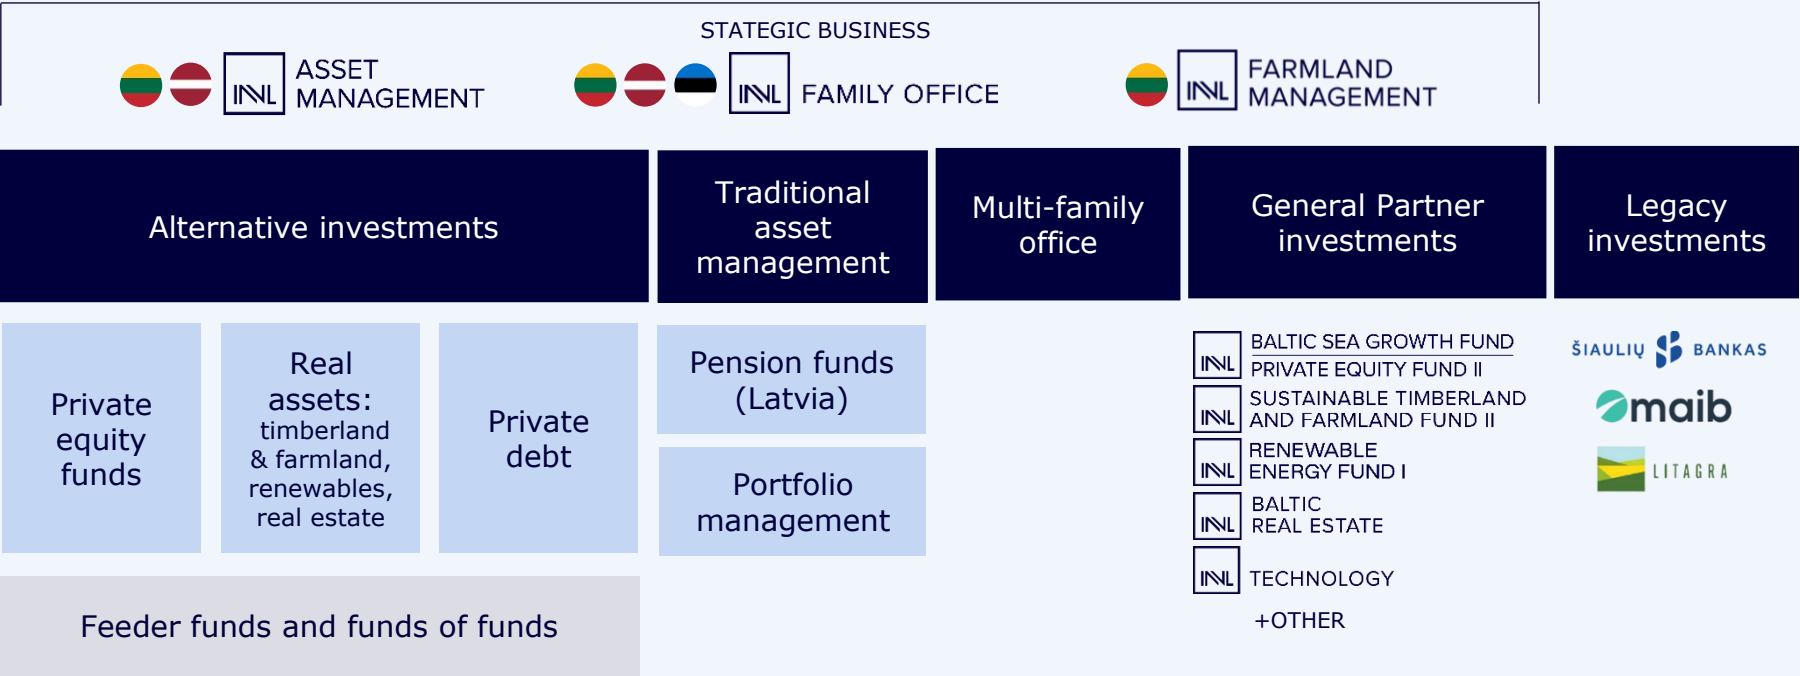 STATEGIC BUSINESS
INVL
ASSET
MANAGEMENT
INVL
FAMILY OFFICE
INVL
FARMLAND
MANAGEMENT
Alternative investments
Traditional
asset
management
Multi-family
office
General Partner
investments
Legacy
investments
Private
equity
funds
Real
assets:
timberland
& farmland,
renewables,
real estate
Private
debt
Feeder funds and funds of funds
Pension funds
(Latvia)
Portfolio
management
INVL
BALTIC SEA GROWTH FUND
PRIVATE EQUITY FUND II
INVL
SUSTAINABLE TIMBERLAND
AND FARMLAND FUND II
INVL
RENEWABLE
ENERGY FUND I
INVL
BALTIC
REAL ESTATE
INVL
TECHNOLOGY
+OTHER
ŠIAULIŲ BANKAS
maib
LITAGRA